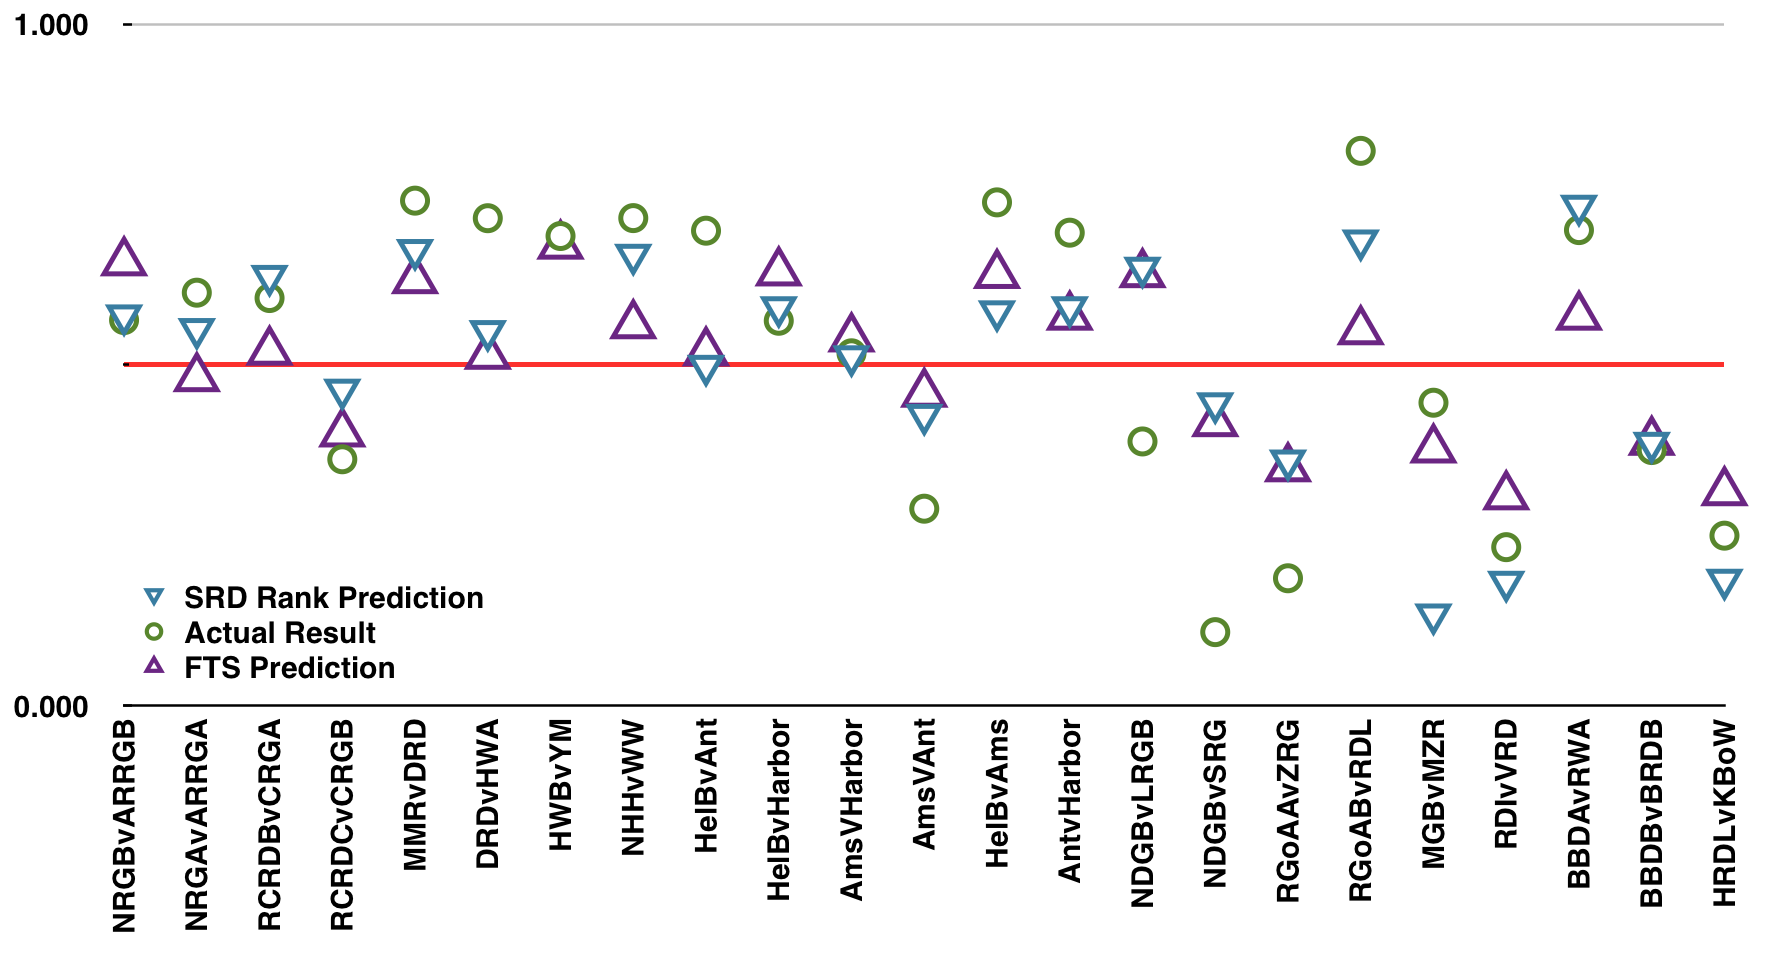 1.000
SRD Rank Prediction
Actual Result
FTS Prediction
0.000
NRGBvARRGB
NRGAvARRGA
RCRDBvCRGA
RCRDCvCRGB
MMRvDRD
DRDvHWA
HWBvYM
NHHvWW
HelBvAnt
HelBvHarbor
AmsVHarbor
AmsVAnt
HelBvAms
AntvHarbor
NDGBvLRGB
NDGBvSRG
RGoAAvZRG
RGoABvRDL
MGBvMZR
RDIvVRD
BBDAvRWA
BBDBvBRDB
HRDLvKBoW